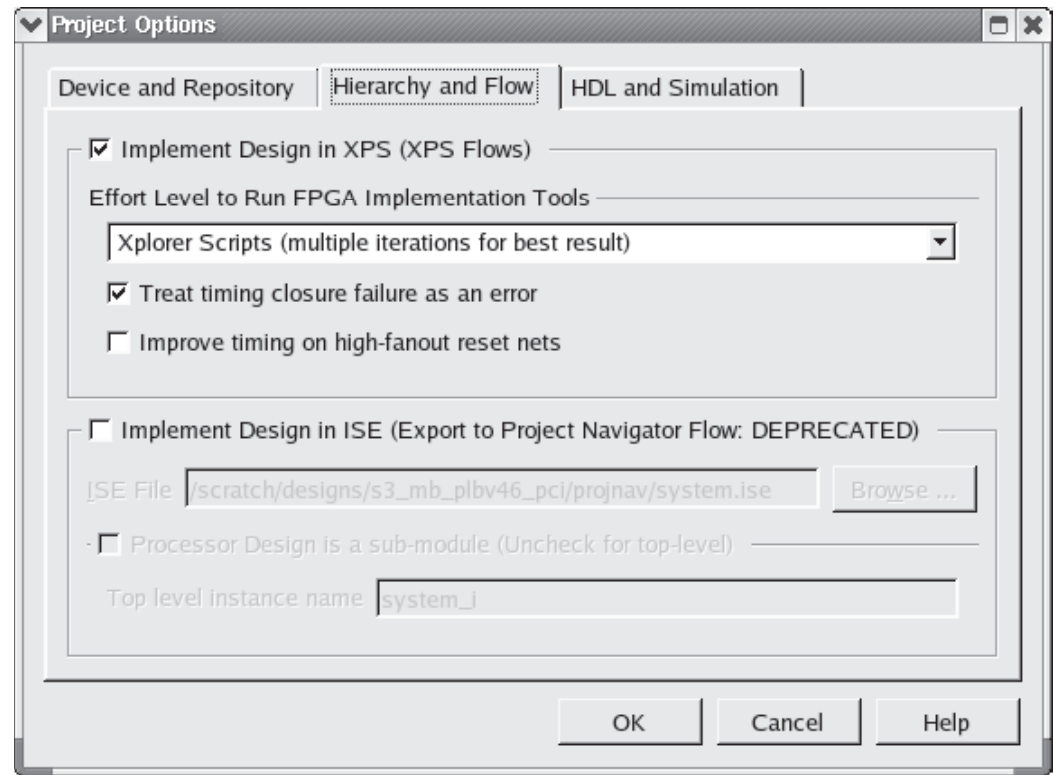 Project Options
Device and Repository
Hierarchy and Flow
HDL and Simulation
Implement Design in XPS (XPS Flows)
Effort Level to Run FPGA Implementation Tools
Xplorer Scripts (multiple iterations for best result)
Treat timing closure failure as an error
Improve timing on high-fanout reset nets
Implement Design in ISE (Export to Project Navigator Flow: DEPRECATED)
ISE File /scratch/designs/s3_mb_plbv46_pci/projnav/system.ise Browse ...
Processor Design is a sub-module (Uncheck for top-level)
Top level instance name system_i
OK Cancel Help